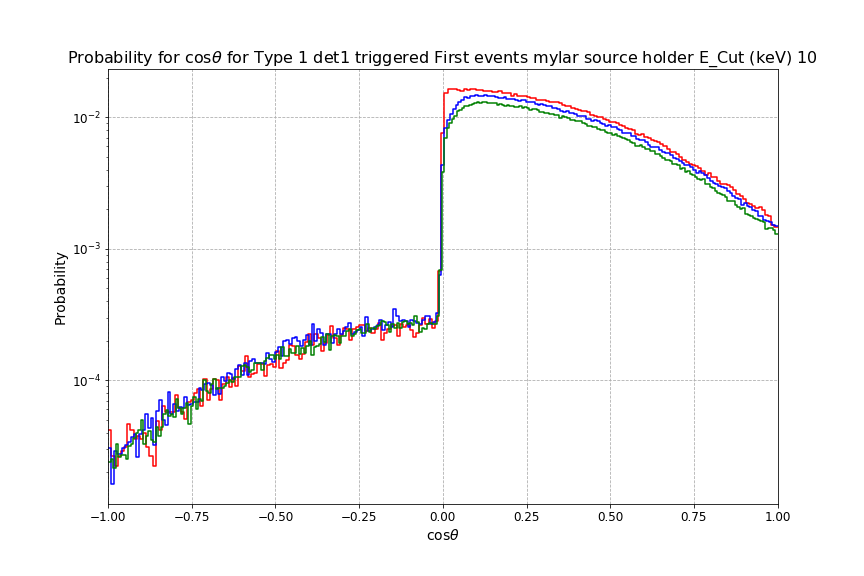 Probability for cosθ for Type 1 det1 triggered First events mylar source holder E_Cut (keV) 10
Probability
10⁻²
10⁻³
10⁻⁴
−1.00 −0.75 −0.50 −0.25 0.00 0.25 0.50 0.75 1.00
cosθ